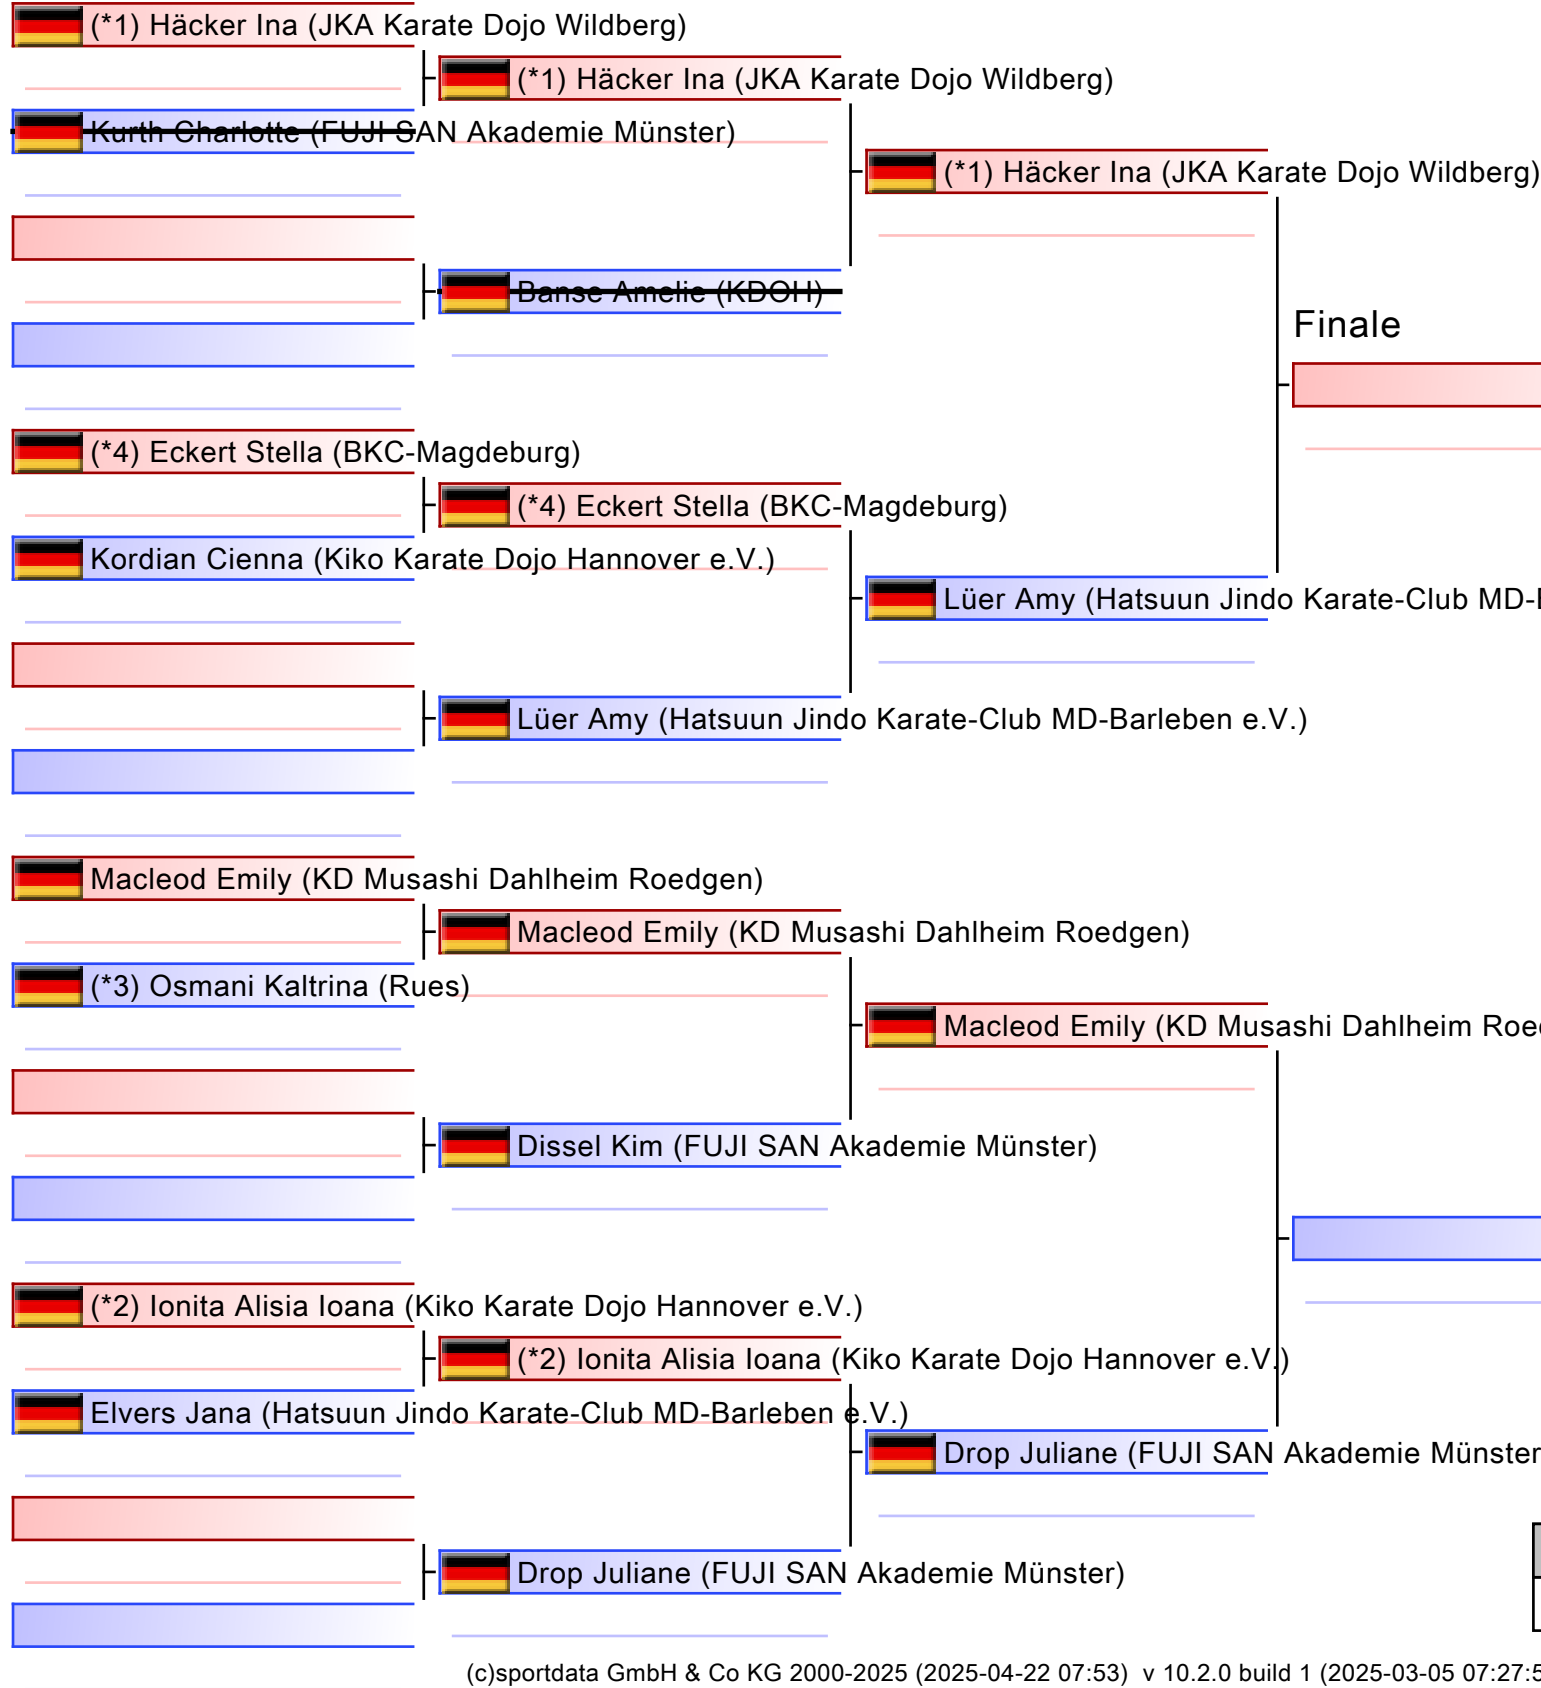 (*1) Häcker Ina (JKA Karate Dojo Wildberg)
(*1) Häcker Ina (JKA Karate Dojo Wildberg)
Kurth Charlotte (FUJI SAN Akademie Münster)
(*1) Häcker Ina (JKA Karate Dojo Wildberg)
Banse Amelie (KDOH)
Finale
(*4) Eckert Stella (BKC-Magdeburg)
(*4) Eckert Stella (BKC-Magdeburg)
Kordian Cienna (Kiko Karate Dojo Hannover e.V.)
Lüer Amy (Hatsuun Jindo Karate-Club MD-
Lüer Amy (Hatsuun Jindo Karate-Club MD-Barleben e.V.)
Macleod Emily (KD Musashi Dahlheim Roedgen)
Macleod Emily (KD Musashi Dahlheim Roedgen)
(*3) Osmani Kaltrina (Rues)
Macleod Emily (KD Musashi Dahlheim Roe
Dissel Kim (FUJI SAN Akademie Münster)
(*2) Ionita Alisia Ioana (Kiko Karate Dojo Hannover e.V.)
(*2) Ionita Alisia Ioana (Kiko Karate Dojo Hannover e.V.)
Elvers Jana (Hatsuun Jindo Karate-Club MD-Barleben e.V.)
Drop Juliane (FUJI SAN Akademie Münster
Drop Juliane (FUJI SAN Akademie Münster)
(c)sportdata GmbH & Co KG 2000-2025 (2025-04-22 07:53) v 10.2.0 build 1 (2025-03-05 07:27:5